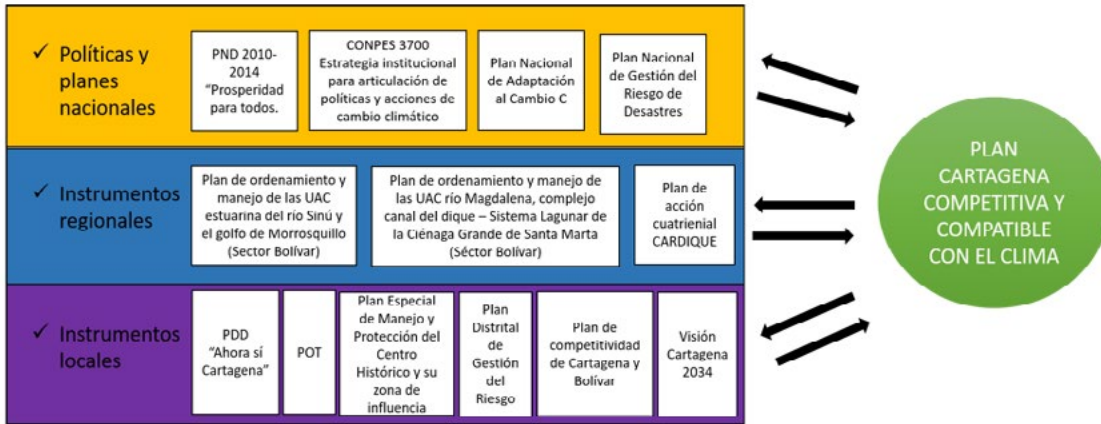 ✓ Políticas y
planes
nacionales
PND 2010-
2014
"Prosperidad
para todos.
CONPES 3700
Estrategia institucional
para articulación de
políticas y acciones de
cambio climático
Plan Nacional
de Adaptación
al Cambio C
Plan Nacional
de Gestión del
Riesgo de
Desastres
✓ Instrumentos
regionales
Plan de ordenamiento y
manejo de las UAC
estuarina del río Sinú y
el golfo de Morrosquillo
(Sector Bolívar)
Plan de ordenamiento y manejo de
las UAC río Magdalena, complejo
canal del dique – Sistema Lagunar de
la Ciénaga Grande de Santa Marta
(Séctor Bolívar)
Plan de
acción
cuatrienial
CARDIQUE
✓ Instrumentos
locales
PDD
"Ahora sí
Cartagena"
POT
Plan Especial
de Manejo y
Protección del
Centro
Histórico y su
zona de
influencia
Plan
Distrital
de
Gestión
del
Riesgo
Plan de
competitividad
de Cartagena y
Bolívar
Visión
Cartagena
2034
PLAN
CARTAGENA
COMPETITIVA Y
COMPATIBLE
CON EL CLIMA